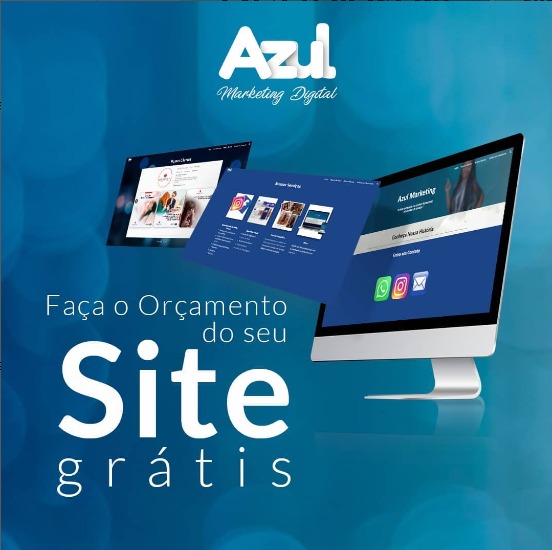 Azul.
Marketing Digital
Nossos Serviços
Azul Marketing
Conheça Nossa História
Faça o Orçamento
do seu
Site
grátis